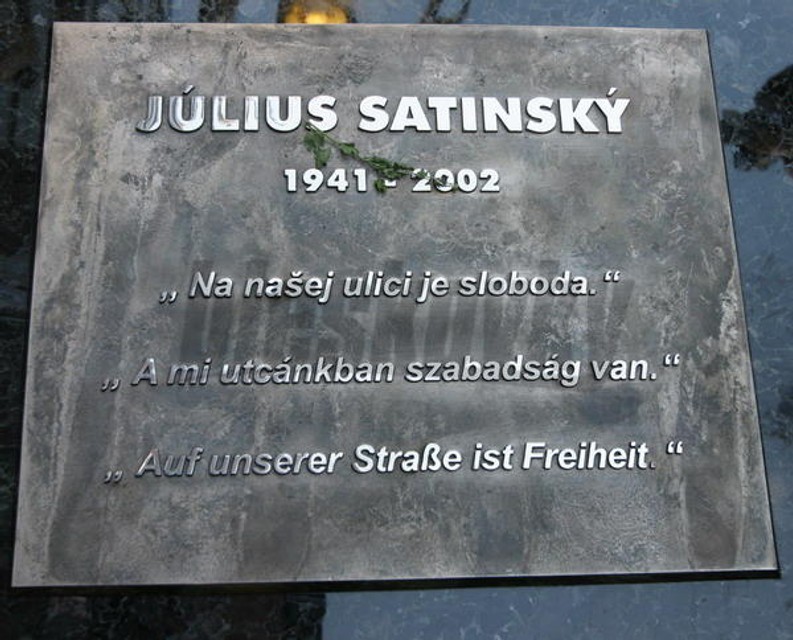 JÚLIUS SATINSKÝ
1941 - 2002
„ Na našej ulici je sloboda.“
„ A mi utcánkban szabadság van.“
„ Auf unserer Straße ist Freiheit. “